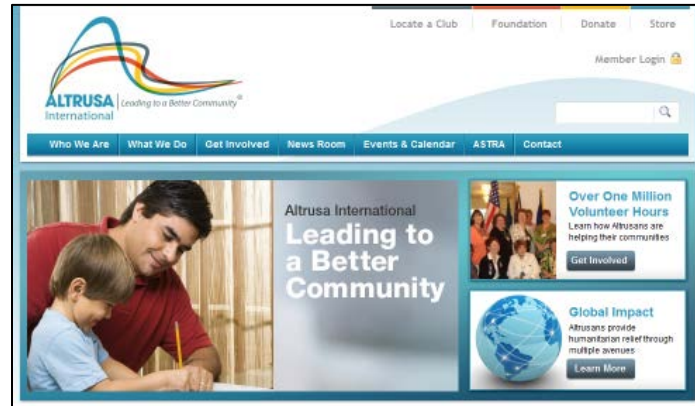 Locate a Club
Foundation
Donate
Store
Member Login
ALTRUSA
International
Leading to a Better Community®
Who We Are
What We Do
Get Involved
News Room
Events & Calendar
ASTRA
Contact
Altrusa International
Leading to
a Better
Community
Over One Million
Volunteer Hours
Learn how Altrusans are
helping their communities
Get Involved
Global Impact
Altrusans provide
humanitarian relief through
multiple avenues
Learn More